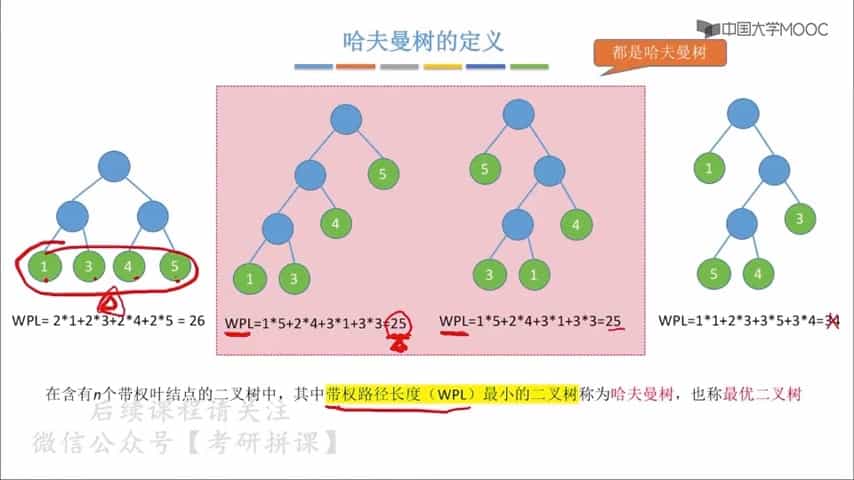 中国大学MOOC
哈夫曼树的定义
都是哈夫曼树
1 3 4 5
5
4
1 3
5
4
3 1
1
3
5 4
WPL= 2*1+2*3+2*4+2*5 = 26
WPL=1*5+2*4+3*1+3*3=25
WPL=1*5+2*4+3*1+3*3=25
WPL=1*1+2*3+3*5+3*4=34
在含有n个带权叶结点的二叉树中，其中带权路径长度（WPL）最小的二叉树称为哈夫曼树，也称最优二叉树
后续课程请关注
微信公众号【考研拼课】